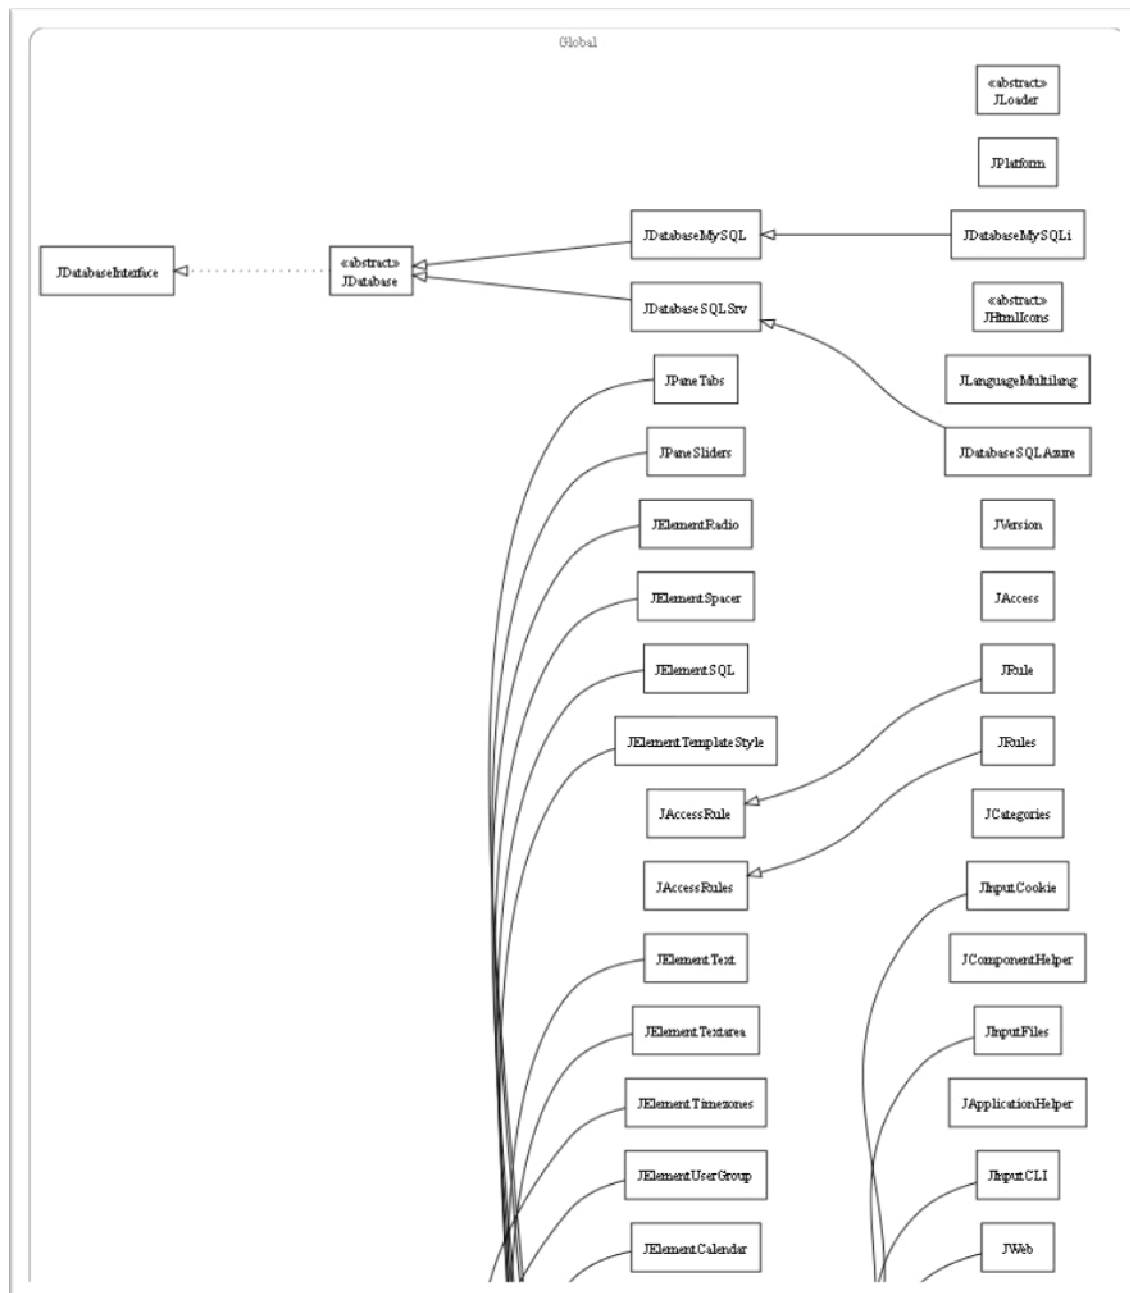 Global
«abstract»
JLoader
JPlatform
JDatabaseMySQL
JDatabaseMySQLi
JDatabaseInterface
«abstract»
JDatabase
JDatabaseSQLSrv
«abstract»
JHtmlIcons
JPaneTabs
JLanguageMultilang
JPaneSliders
JDatabaseSQLAzure
JElementRadio
JVersion
JElementSpacer
JAccess
JElementSQL
JRule
JElementTemplateStyle
JRules
JAccessRule
JCategories
JAccessRules
JInputCookie
JElementText
JComponentHelper
JElementTextarea
JInputFiles
JElementTimezones
JApplicationHelper
JElementUserGroup
JInputCLI
JElementCalendar
JWeb